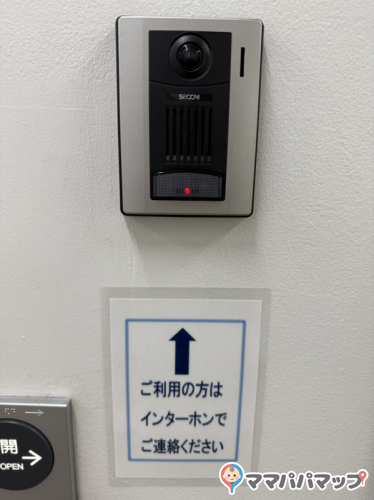 SECOM
ご利用の方は
インターホンで
ご連絡ください
開
OPEN
ママパパマップ